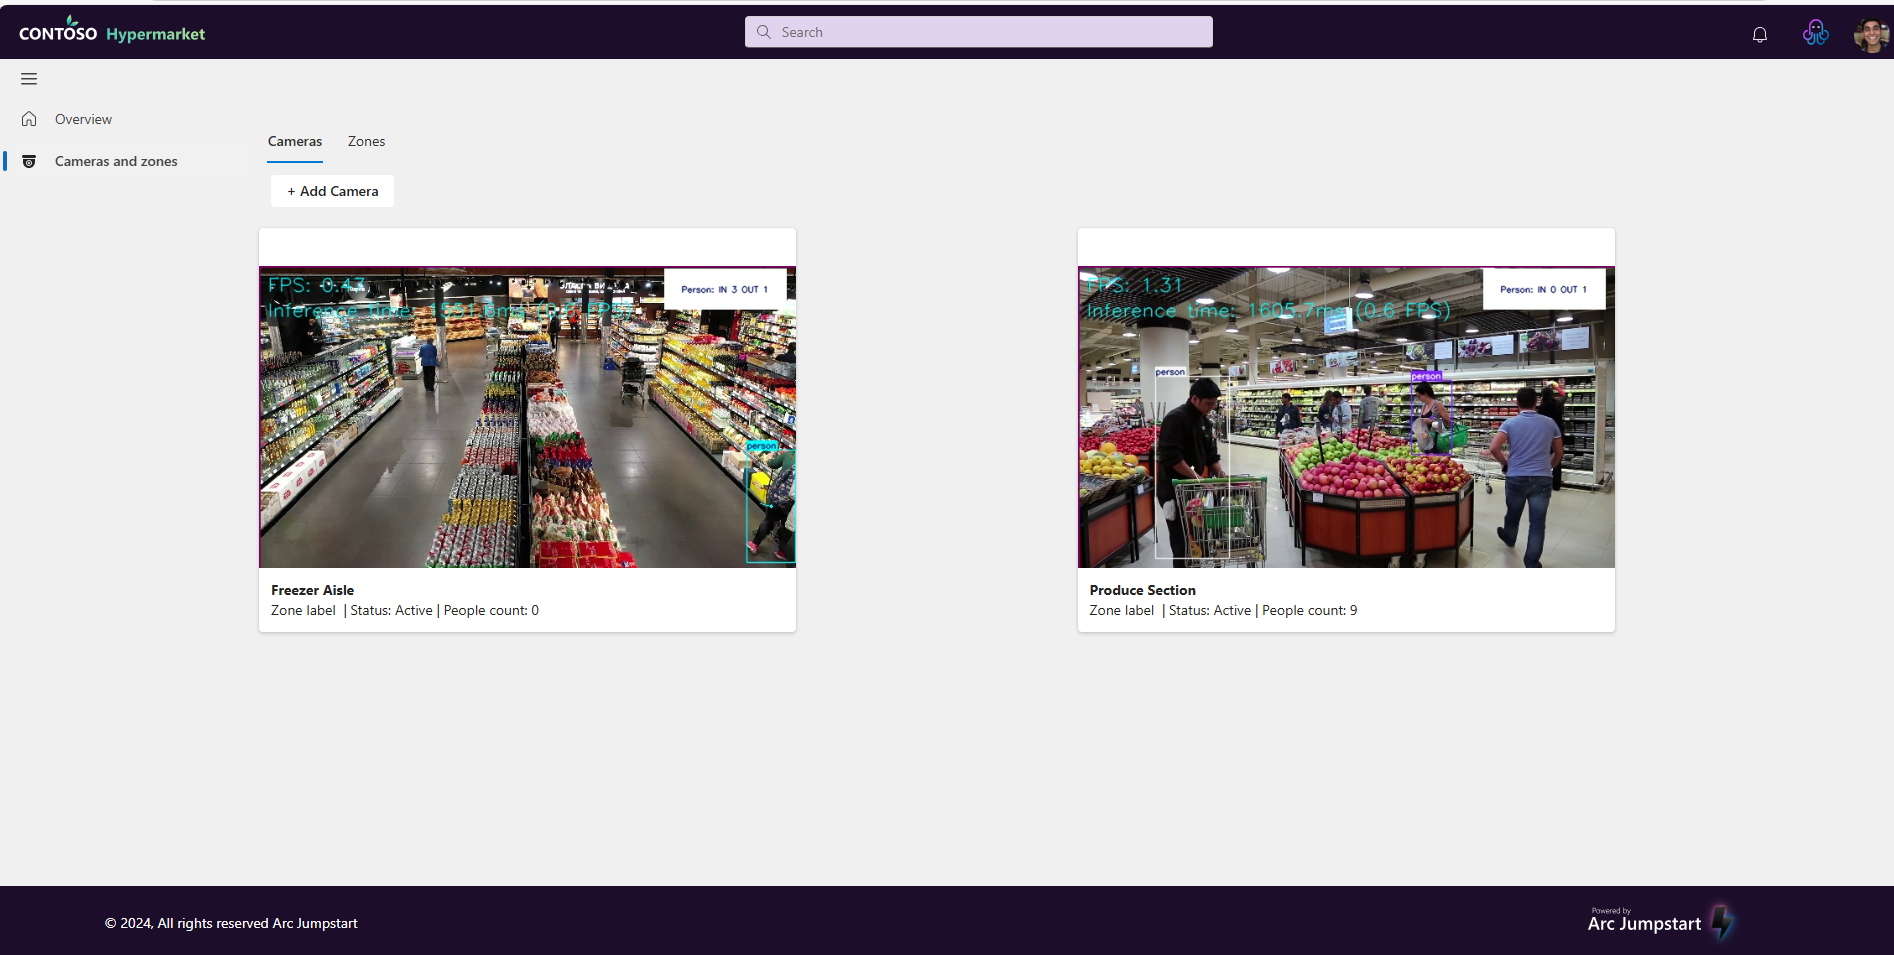 CONTOSO Hypermarket
Search
Overview
Cameras and zones
Cameras
Zones
+ Add Camera
FPS: 0.43
Inference time: 1551.6ms (0.6 FPS)
Person: IN 3 OUT 1
person
Freezer Aisle
Zone label | Status: Active | People count: 0
FPS: 1.31
Inference time: 1605.7ms (0.6 FPS)
Person: IN 0 OUT 1
person
person
Produce Section
Zone label | Status: Active | People count: 9
© 2024, All rights reserved Arc Jumpstart
Powered by
Arc Jumpstart